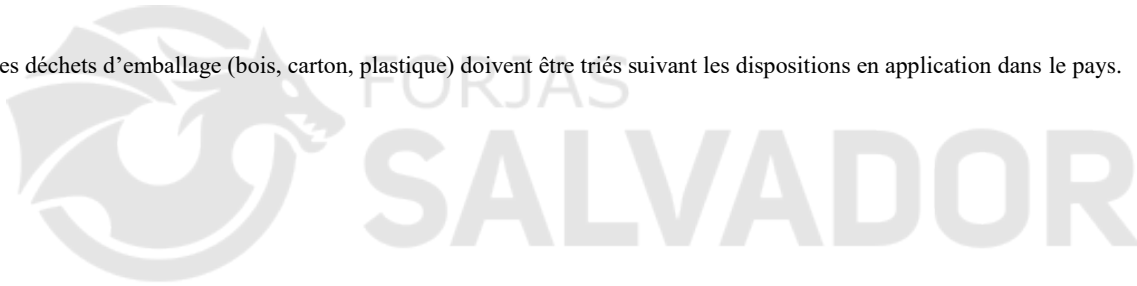 es déchets d’emballage (bois, carton, plastique) doivent être triés suivant les dispositions en application dans le pays.
FORJAS
SALVADOR